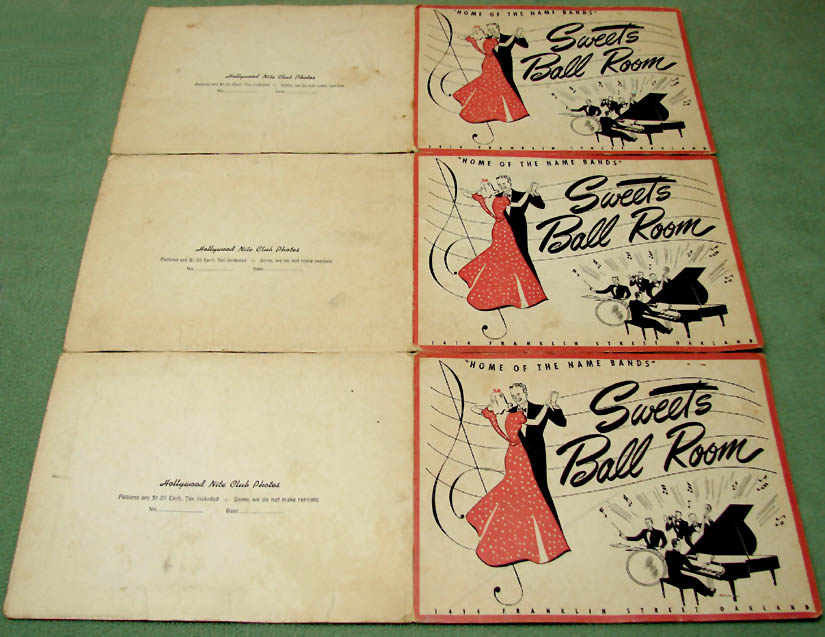 Hollywood Nite Club Photos
Pictures are $1.25 Each, Tax Included Sorry, we do not make reprints
No. Date
"HOME OF THE NAME BANDS"
Sweets
Ball Room
1414 FRANKLIN STREET OAKLAND
Hollywood Nite Club Photos
Pictures are $1.25 Each, Tax Included Sorry, we do not make reprints
No. Date
"HOME OF THE NAME BANDS"
Sweets
Ball Room
1414 FRANKLIN STREET OAKLAND
Hollywood Nite Club Photos
Pictures are $1.25 Each, Tax Included Sorry, we do not make reprints
No. Date
"HOME OF THE NAME BANDS"
Sweets
Ball Room
1414 FRANKLIN STREET OAKLAND